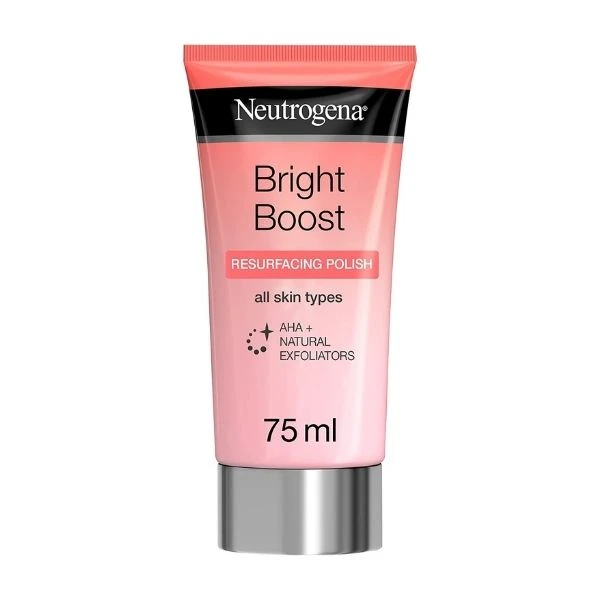 Neutrogena®
Bright
Boost
RESURFACING POLISH
all skin types
AHA +
NATURAL
EXFOLIATORS
75 ml